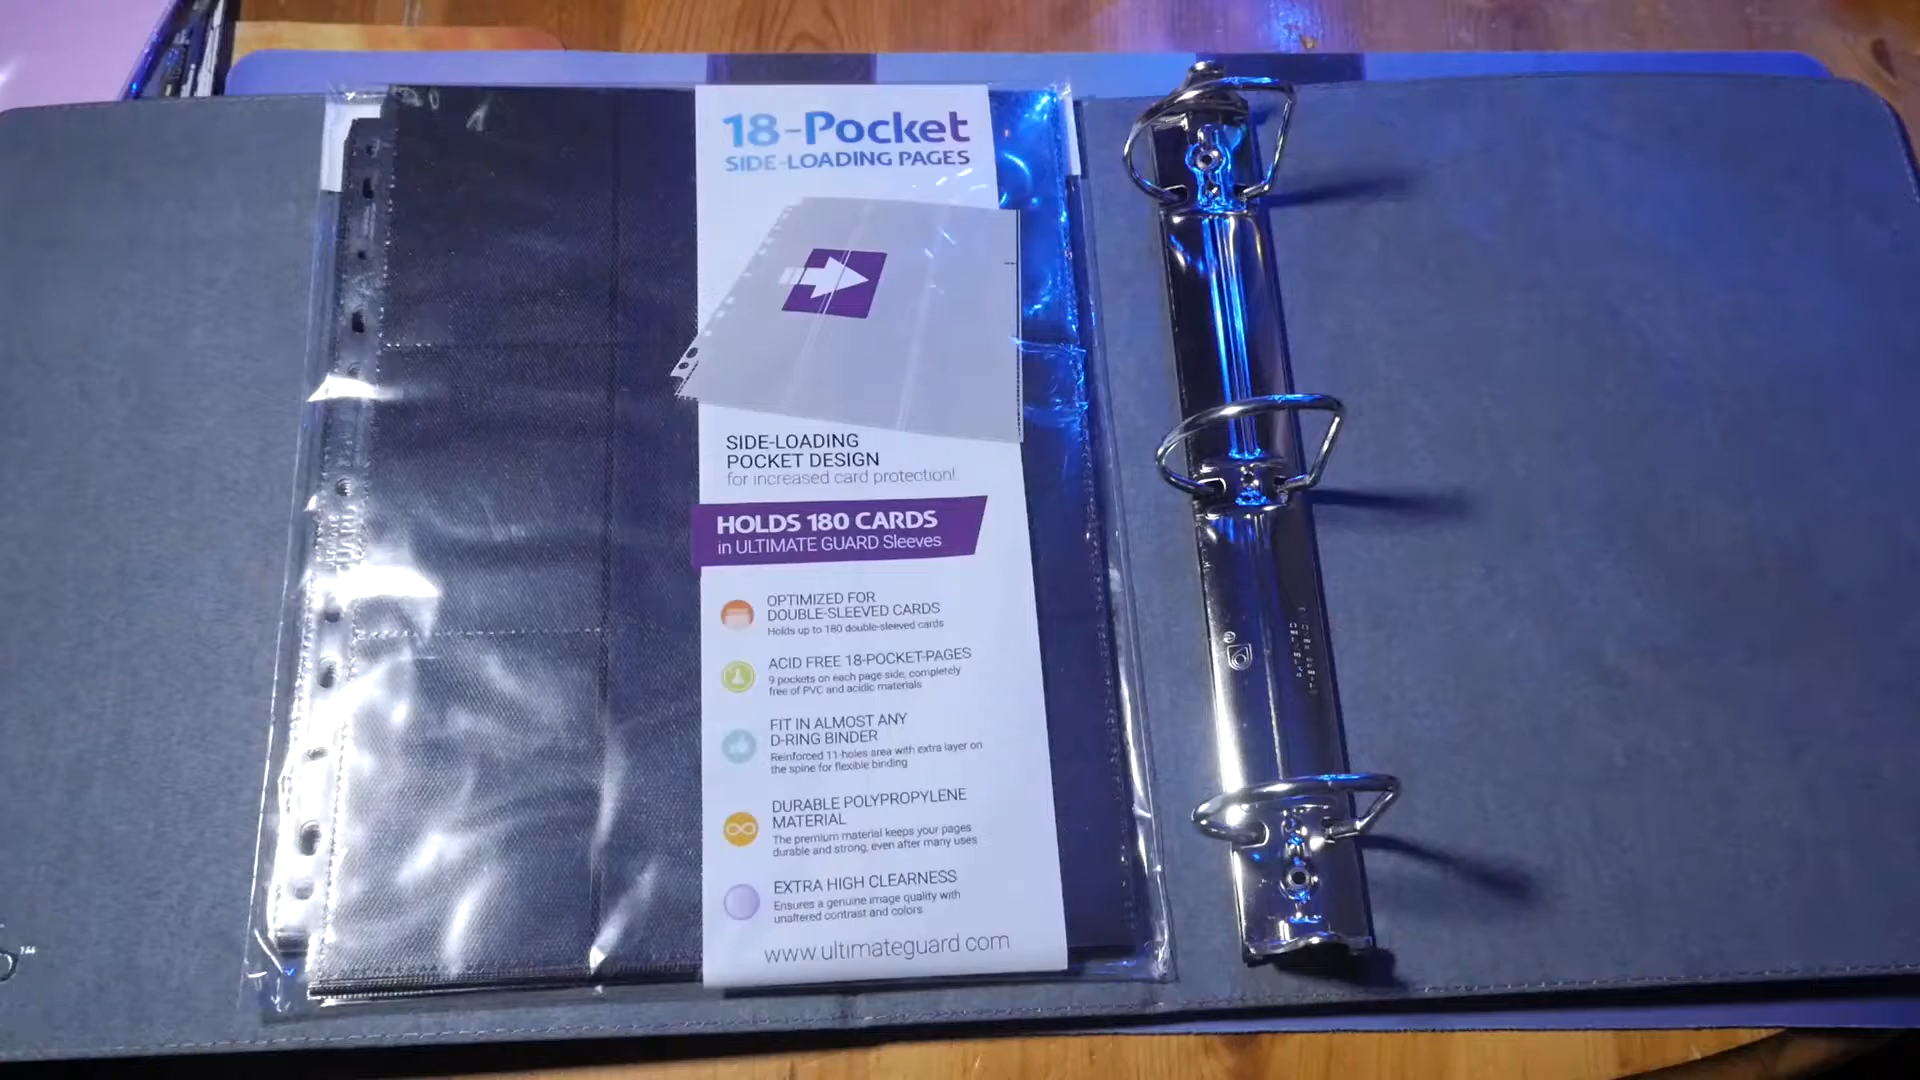 18-Pocket
SIDE-LOADING PAGES
SIDE-LOADING
POCKET DESIGN
for increased card protection!
HOLDS 180 CARDS
in ULTIMATE GUARD Sleeves
OPTIMIZED FOR
DOUBLE-SLEEVED CARDS
Holds up to 180 double-sleeved cards
ACID FREE 18-POCKET-PAGES
9 pockets on each page side, completely
free of PVC and acidic materials
FIT IN ALMOST ANY
D-RING BINDER
Reinforced 11-holes area with extra layer on
the spine for flexible binding
DURABLE POLYPROPYLENE
MATERIAL
The premium material keeps your pages
durable and strong, even after many uses
EXTRA HIGH CLEARNESS
Ensures a genuine image quality with
unaltered contrast and colors
www.ultimateguard.com
PATENTED